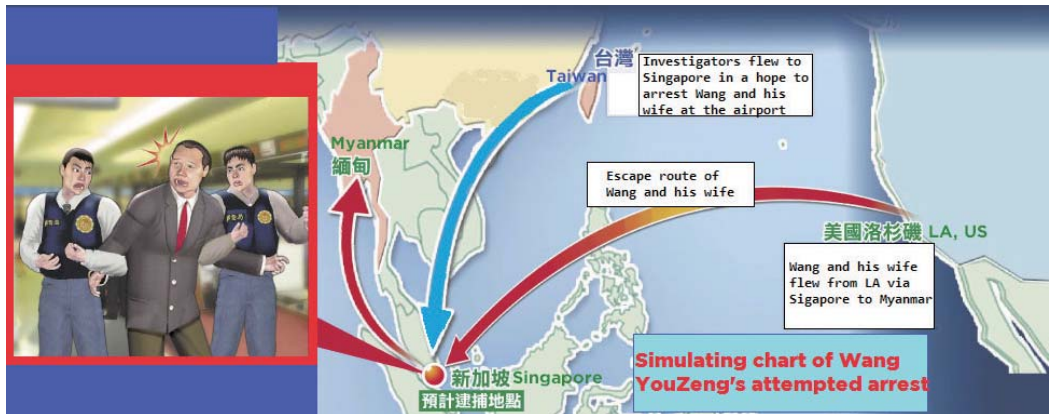 台灣
Taiwan
Investigators flew to
Singapore in a hope to
arrest Wang and his
wife at the airport
Myanmar
緬甸
Escape route of
Wang and his wife
美國洛杉磯 LA, US
Wang and his wife
flew from LA via
Sigapore to Myanmar
新加坡 Singapore
預計逮捕地點
Simulating chart of Wang
YouZeng's attempted arrest